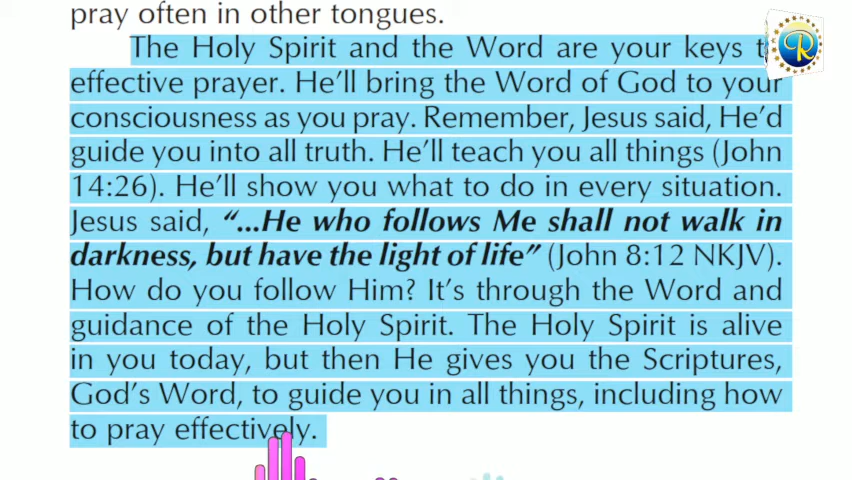 pray often in other tongues.
The Holy Spirit and the Word are your keys
effective prayer. He'll bring the Word of God to your
consciousness as you pray. Remember, Jesus said, He'd
guide you into all truth. He'll teach you all things (John
14:26). He'll show you what to do in every situation.
Jesus said, “...He who follows Me shall not walk in
darkness, but have the light of life” (John 8:12 NKJV).
How do you follow Him? It's through the Word and
guidance of the Holy Spirit. The Holy Spirit is alive
in you today, but then He gives you the Scriptures,
God's Word, to guide you in all things, including how
to pray effectively.
R